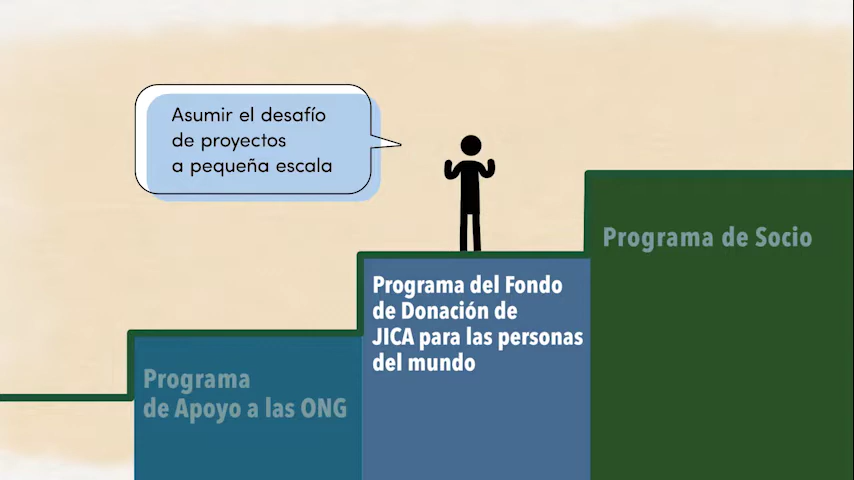 Asumir el desafío
de proyectos
a pequeña escala
Programa de Socio
Programa del Fondo
de Donación de
JICA para las personas
del mundo
Programa
de Apoyo a las ONG